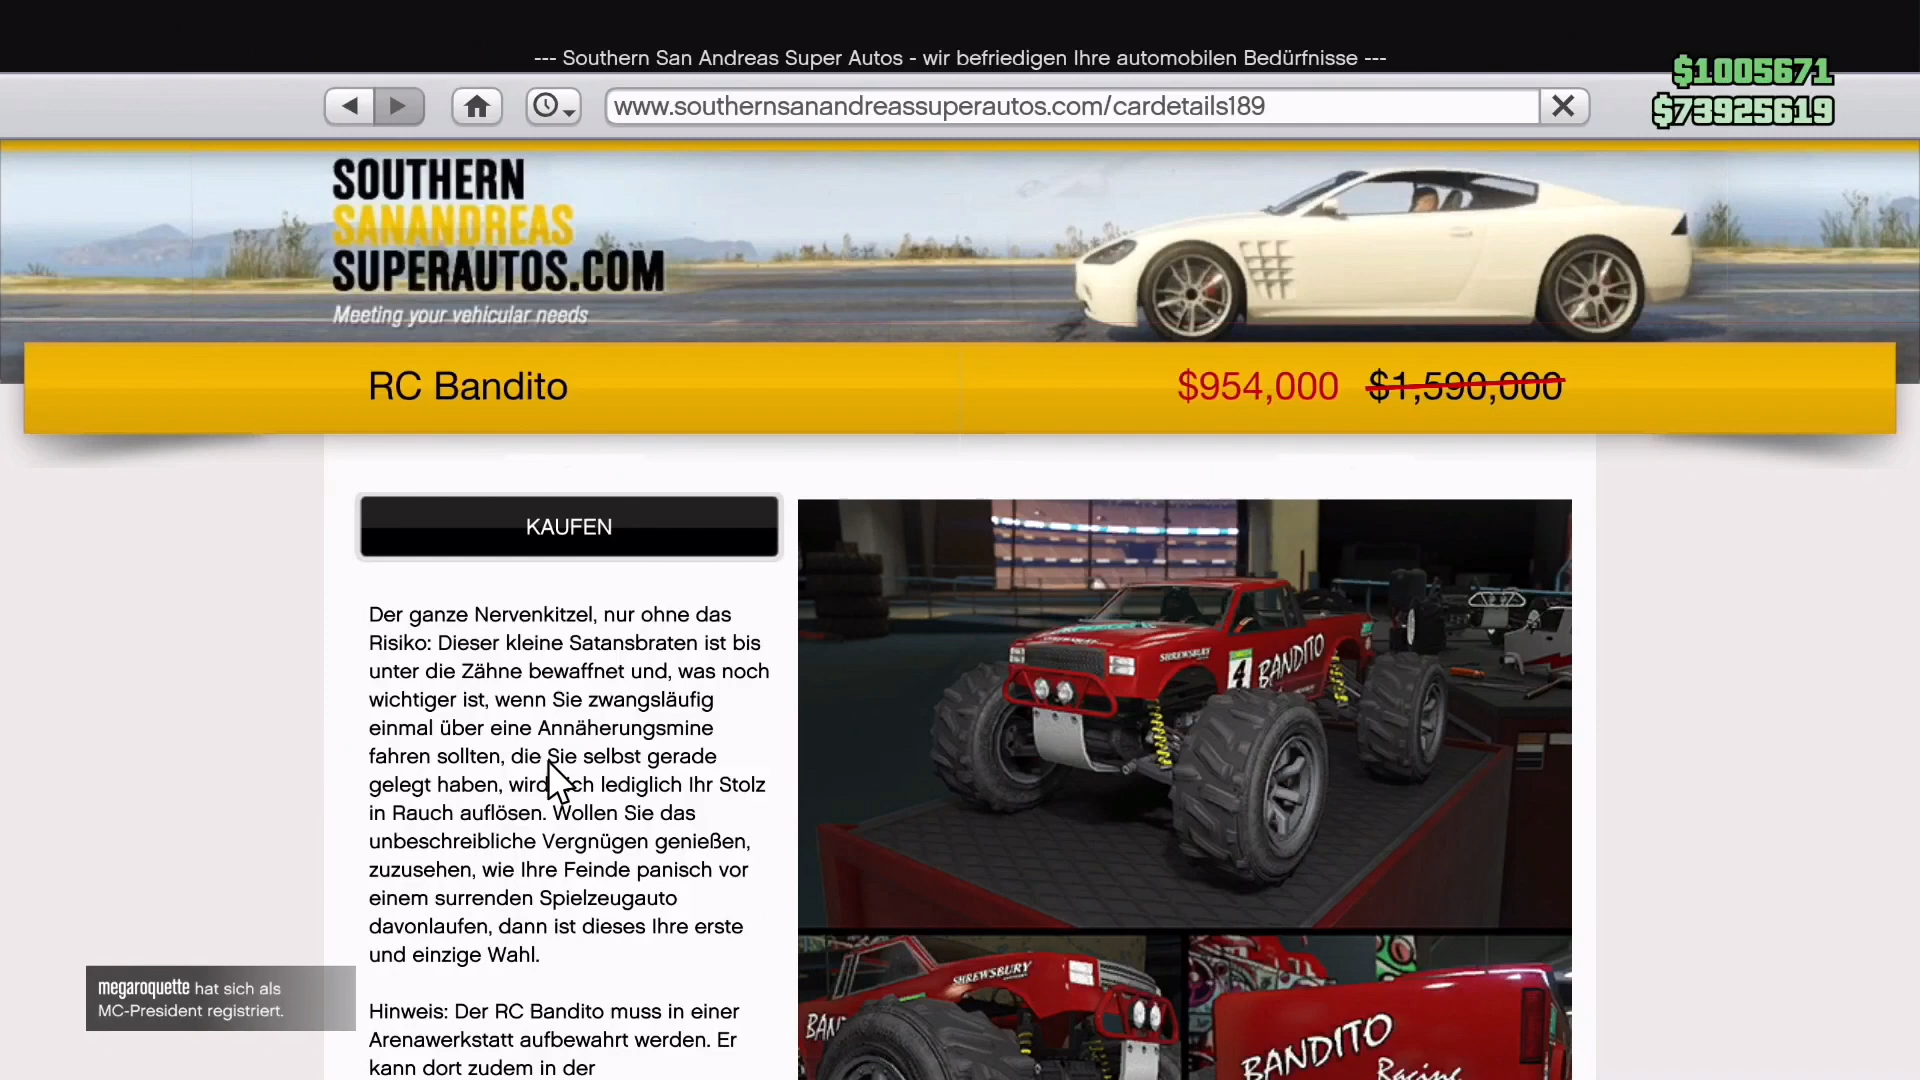 --- Southern San Andreas Super Autos - wir befriedigen Ihre automobilen Bedürfnisse ---
$1005671
$73925619
www.southernsanandreassuperautos.com/cardetails189
SOUTHERN
SANANDREAS
SUPERAUTOS.COM
Meeting your vehicular needs
RC Bandito
$954,000 $1,590,000
KAUFEN
Der ganze Nervenkitzel, nur ohne das
Risiko: Dieser kleine Satansbraten ist bis
unter die Zähne bewaffnet und, was noch
wichtiger ist, wenn Sie zwangsläufig
einmal über eine Annäherungsmine
fahren sollten, die Sie selbst gerade
gelegt haben, wird sich lediglich Ihr Stolz
in Rauch auflösen. Wollen Sie das
unbeschreibliche Vergnügen genießen,
zuzusehen, wie Ihre Feinde panisch vor
einem surrenden Spielzeugauto
davonlaufen, dann ist dieses Ihre erste
und einzige Wahl.
Hinweis: Der RC Bandito muss in einer
Arenawerkstatt aufbewahrt werden. Er
kann dort zudem in der
megaroquette hat sich als
MC-President registriert.
SHREWSBURY
4
BANDITO
SHREWSBURY
BAN
BANDITO
Racing